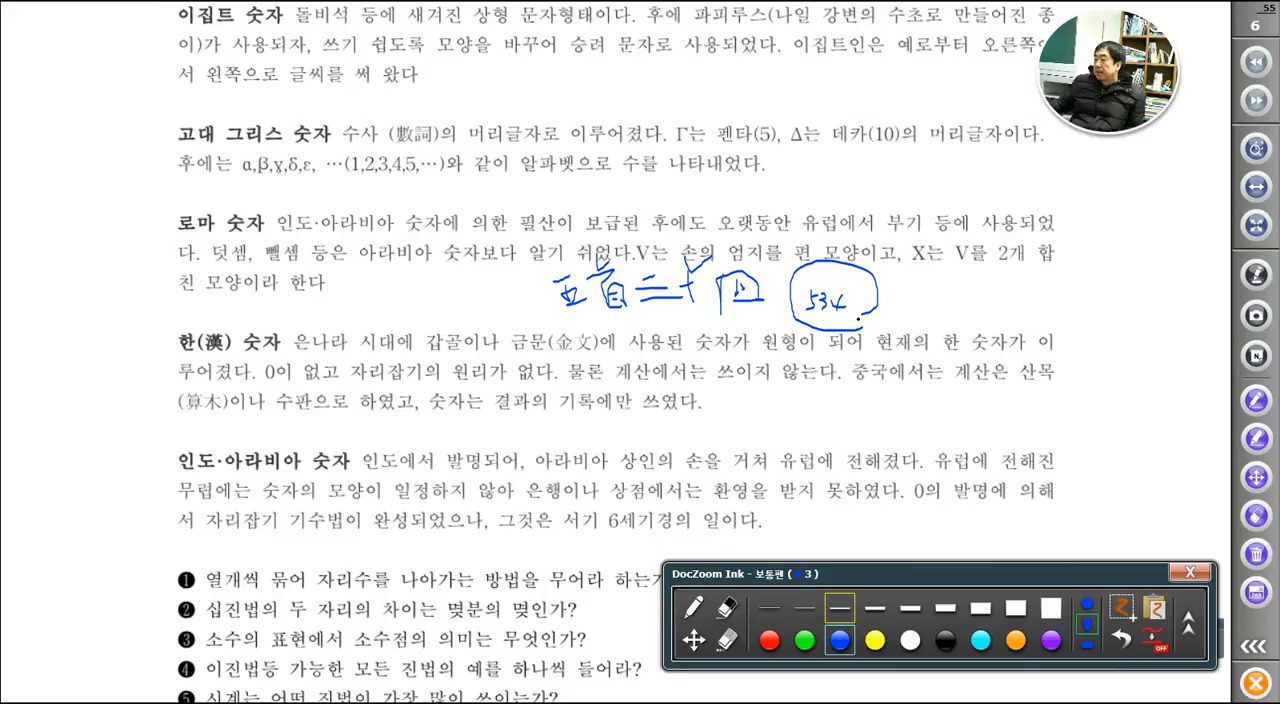 이집트 숫자 돌비석 등에 새겨진 상형 문자형태이다. 후에 파피루스(나일 강변의 수초로 만들어진 종
이)가 사용되자, 쓰기 쉽도록 모양을 바꾸어 승려 문자로 사용되었다. 이집트인은 예로부터 오른쪽에
서 왼쪽으로 글씨를 써 왔다
고대 그리스 숫자 수사 (數詞)의 머리글자로 이루어졌다. Γ는 펜타(5), Δ는 데카(10)의 머리글자이다.
후에는 α,β,ɣ,δ,ε, …(1,2,3,4,5,…)와 같이 알파벳으로 수를 나타내었다.
로마 숫자 인도·아라비아 숫자에 의한 필산이 보급된 후에도 오랫동안 유럽에서 부기 등에 사용되었
다. 덧셈, 뺄셈 등은 아라비아 숫자보다 알기 쉬었다.V는 손의 엄지를 편 모양이고, X는 V를 2개 합
친 모양이라 한다
五百三十四 534
한(漢) 숫자 은나라 시대에 갑골이나 금문(金文)에 사용된 숫자가 원형이 되어 현재의 한 숫자가 이
루어졌다. 0이 없고 자리잡기의 원리가 없다. 물론 계산에서는 쓰이지 않는다. 중국에서는 계산은 산목
(算木)이나 수판으로 하였고, 숫자는 결과의 기록에만 쓰였다.
인도·아라비아 숫자 인도에서 발명되어, 아라비아 상인의 손을 거쳐 유럽에 전해졌다. 유럽에 전해진
무렵에는 숫자의 모양이 일정하지 않아 은행이나 상점에서는 환영을 받지 못하였다. 0의 발명에 의해
서 자리잡기 기수법이 완성되었으나, 그것은 서기 6세기경의 일이다.
❶ 열개씩 묶어 자리수를 나아가는 방법을 무어라 하는가
❷ 십진법의 두 자리의 차이는 몇분의 몇인가?
❸ 소수의 표현에서 소수점의 의미는 무엇인가?
❹ 이진법등 가능한 모든 진법의 예를 하나씩 들어라?
❺ 시계는 어떤 진법이 가장 많이 쓰이는가?
DocZoom Ink - 보통펜 ( 3 )
OFF
55
6
N
Ink